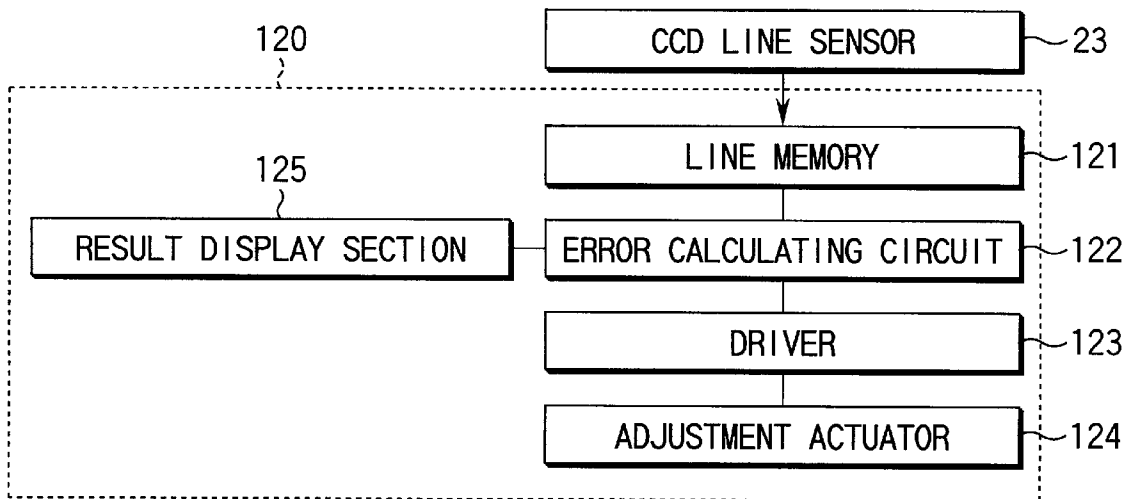 120
CCD LINE SENSOR 23
LINE MEMORY 121
125
RESULT DISPLAY SECTION
ERROR CALCULATING CIRCUIT 122
DRIVER 123
ADJUSTMENT ACTUATOR 124